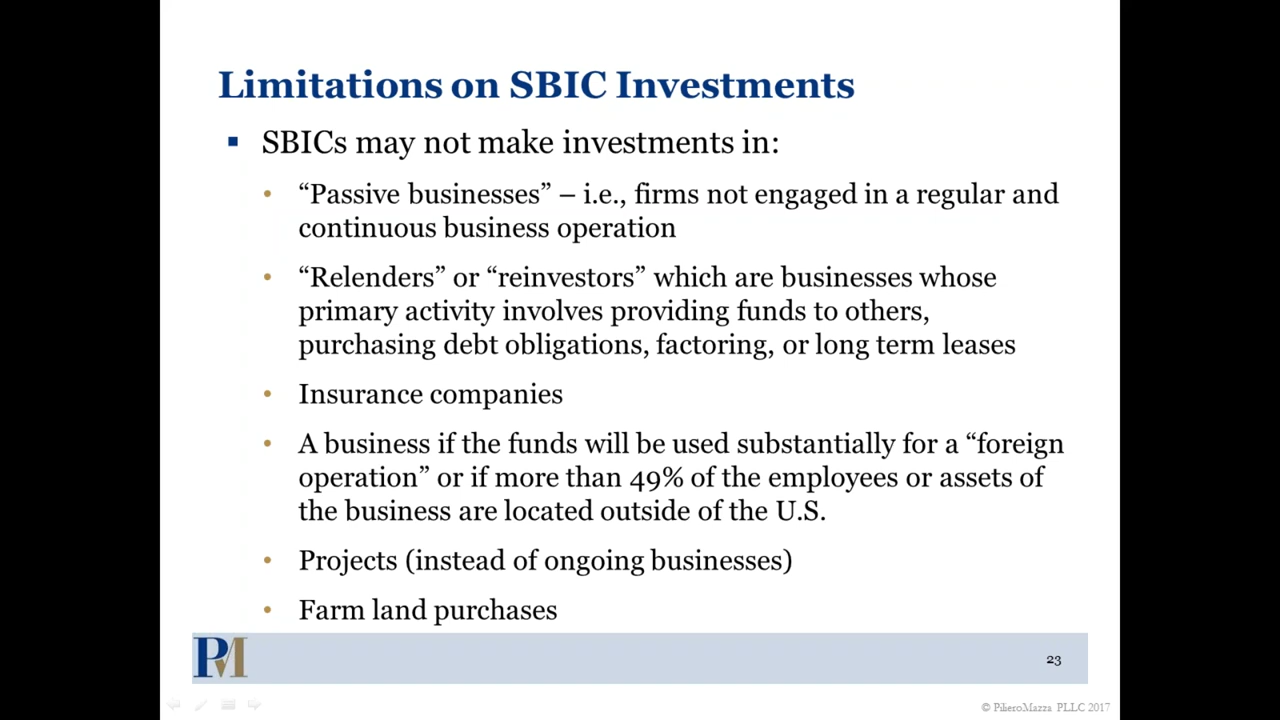 Limitations on SBIC Investments
▪ SBICs may not make investments in:
• “Passive businesses” – i.e., firms not engaged in a regular and
continuous business operation
• “Relenders” or “reinvestors” which are businesses whose
primary activity involves providing funds to others,
purchasing debt obligations, factoring, or long term leases
• Insurance companies
• A business if the funds will be used substantially for a “foreign
operation” or if more than 49% of the employees or assets of
the business are located outside of the U.S.
• Projects (instead of ongoing businesses)
• Farm land purchases
PM
23
© PilieroMazza PLLC 2017